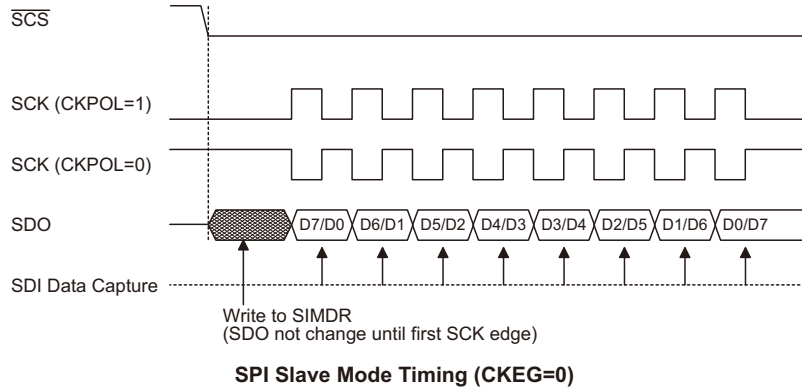 SCS
SCK (CKPOL=1)
SCK (CKPOL=0)
SDO D7/D0 D6/D1 D5/D2 D4/D3 D3/D4 D2/D5 D1/D6 D0/D7
SDI Data Capture
Write to SIMDR
(SDO not change until first SCK edge)
SPI Slave Mode Timing (CKEG=0)